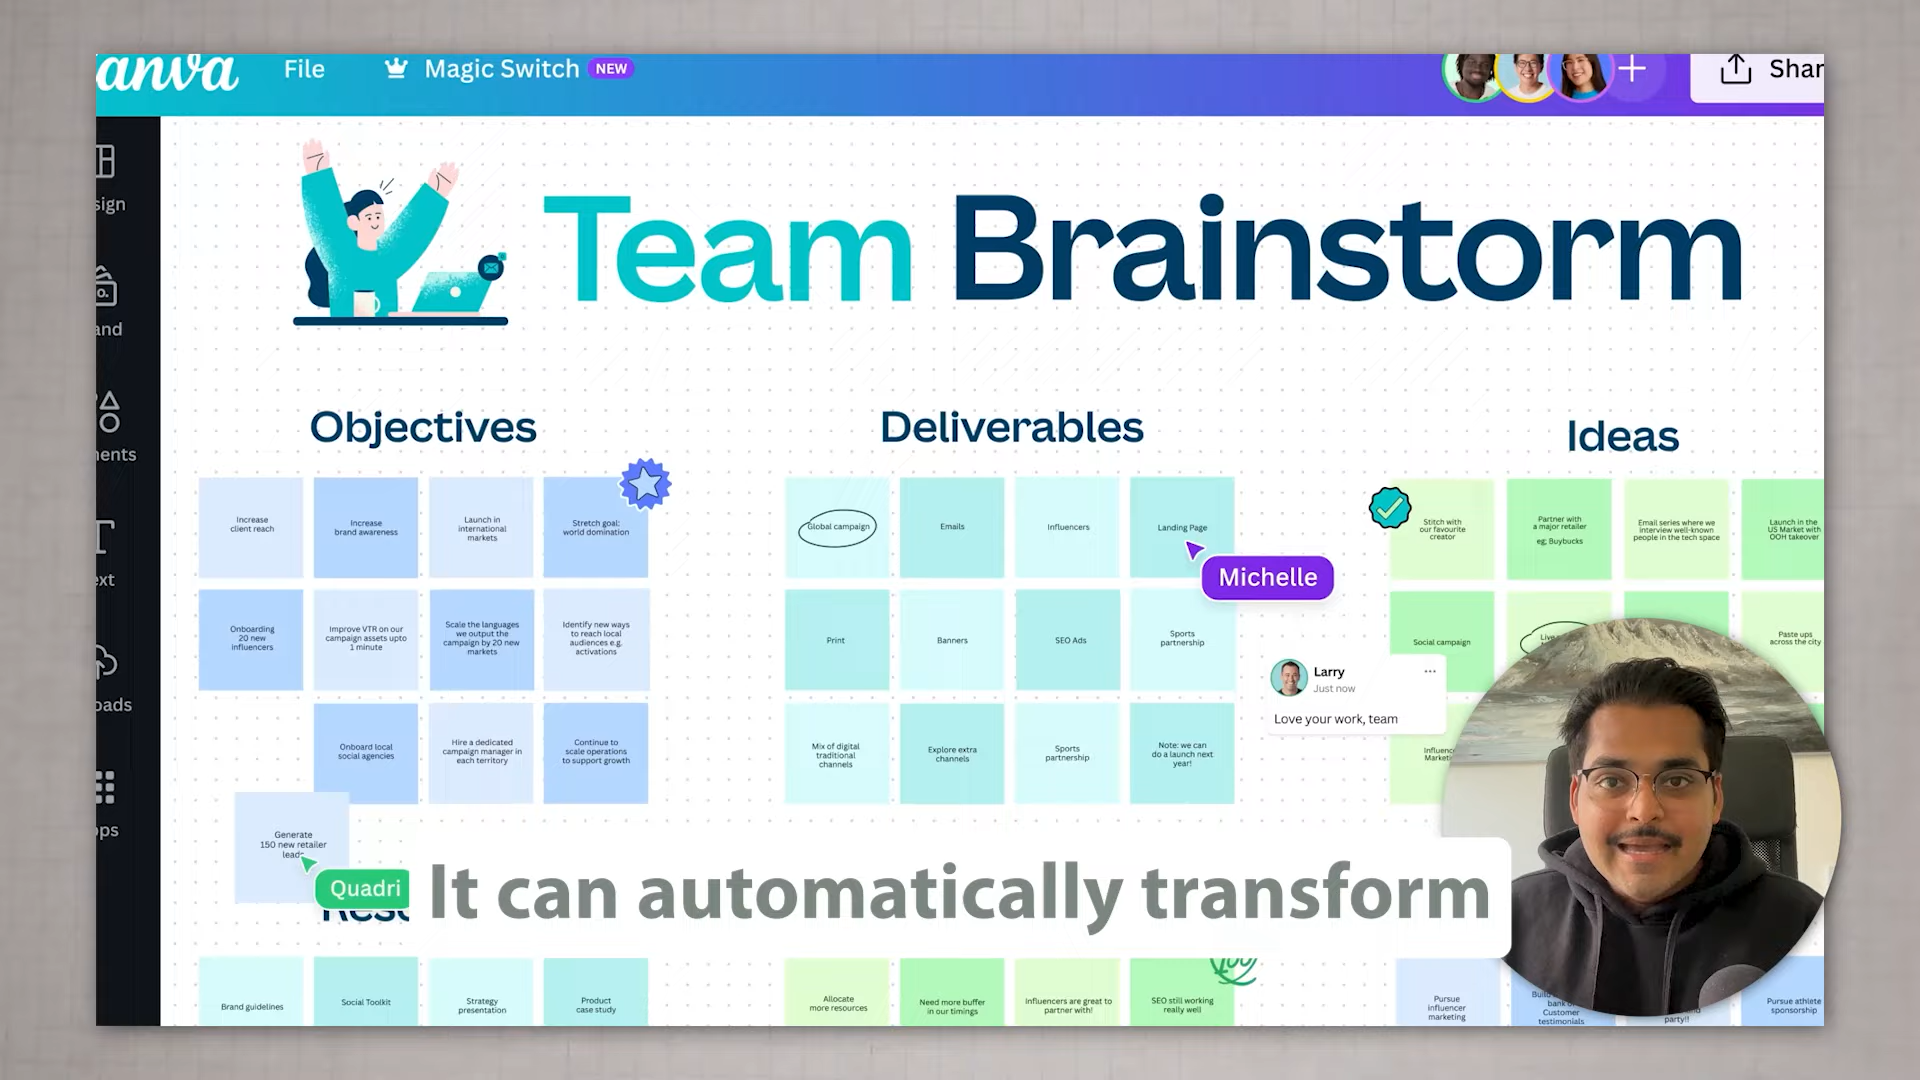 anva
File
Magic Switch NEW
Shar
sign
and
ments
ext
oads
pps
Team Brainstorm
Objectives
Increase
client reach
Increase
brand awareness
Launch in
international
markets
Stretch goal:
world domination
Onboarding
20 new
influencers
Improve VTR on our
campaign assets upto
1 minute
Scale the languages
we output the
campaign by 20 new
markets
Identify new ways
to reach local
audiences e.g.
activations
Onboard local
social agencies
Hire a dedicated
campaign manager in
each territory
Continue to
scale operations
to support growth
Generate
150 new retailer
leads
Quadri
Deliverables
Global campaign
Emails
Influencers
Landing Page
Michelle
Print
Banners
SEO Ads
Sports
partnership
Mix of digital
traditional
channels
Explore extra
channels
Sports
partnership
Note: we can
do a launch next
year!
Larry
Just now
Love your work, team
Ideas
Stitch with
our favourite
creator
Partner with
a major retailer
eg; Buybucks
Email series where we
interview well-known
people in the tech space
Launch in the
US Market with
OOH takeover
Social campaign
Paste ups
across the city
It can automatically transform
Brand guidelines
Social Toolkit
Strategy
presentation
Product
case study
Allocate
more resources
Need more buffer
in our timings
Influencers are great to
partner with!
SEO still working
really well
Pursue
influencer
marketing
Customer
testimonials
party!!
Pursue athlete
sponsorship